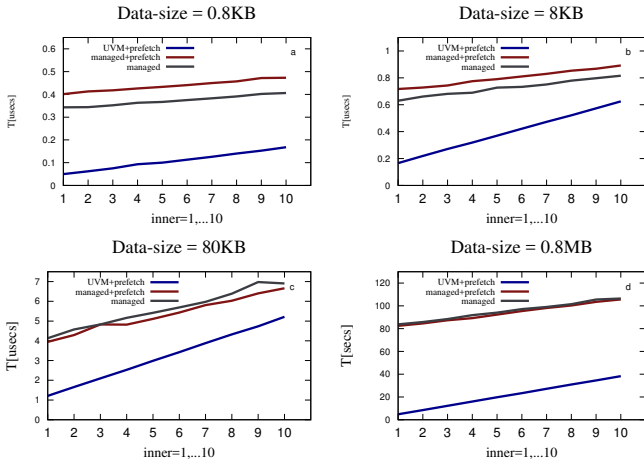 Data-size = 0.8KB
0.6
0.5
0.4
0.3
0.2
0.1
0
T[usecs]
UVM+prefetch
managed+prefetch
managed
a
1 2 3 4 5 6 7 8 9 10
inner=1,...10
Data-size = 8KB
1
0.8
0.6
0.4
0.2
0
T[usecs]
UVM+prefetch
managed+prefetch
managed
b
1 2 3 4 5 6 7 8 9 10
inner=1,...10
Data-size = 80KB
7
6
5
4
3
2
1
0
T[usecs]
UVM+prefetch
managed+prefetch
managed
c
1 2 3 4 5 6 7 8 9 10
inner=1,...10
Data-size = 0.8MB
120
100
80
60
40
20
0
T[secs]
UVM+prefetch
managed+prefetch
managed
d
1 2 3 4 5 6 7 8 9 10
inner=1,...10